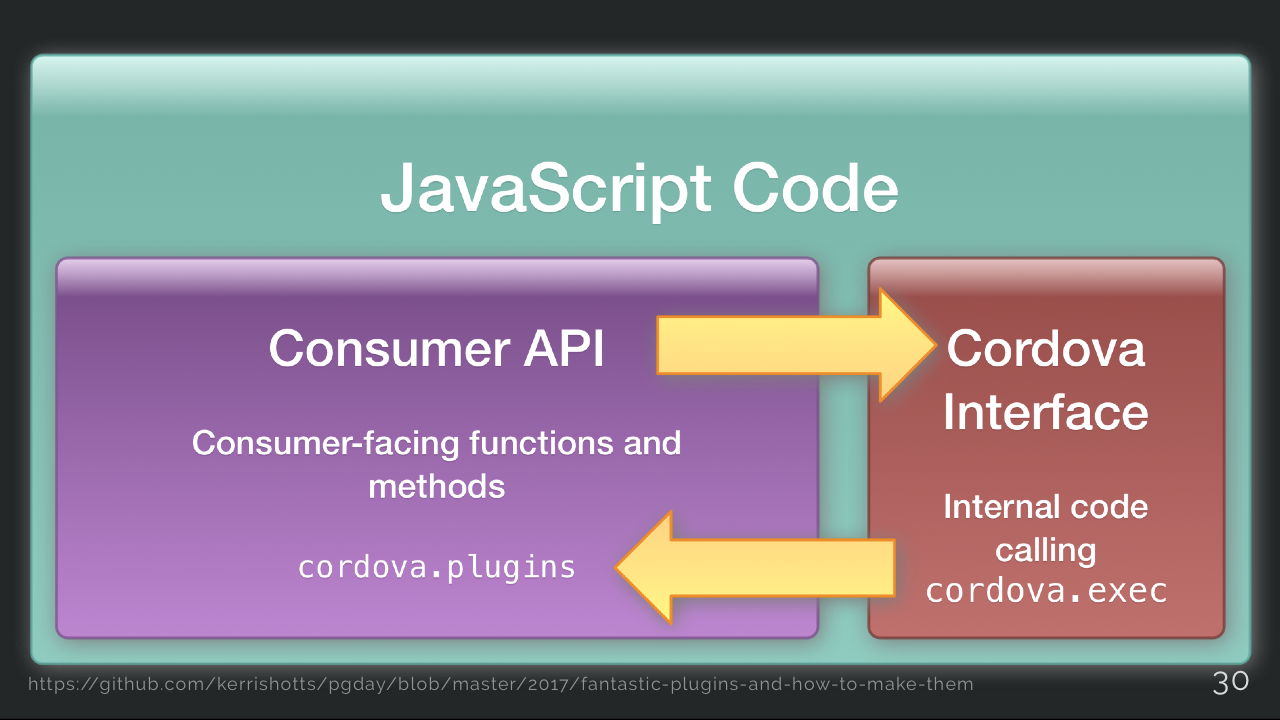 JavaScript Code
Consumer API
Consumer-facing functions and
methods
cordova.plugins
Cordova
Interface
Internal code
calling
cordova.exec
https://github.com/kerrishotts/pgday/blob/master/2017/fantastic-plugins-and-how-to-make-them
30